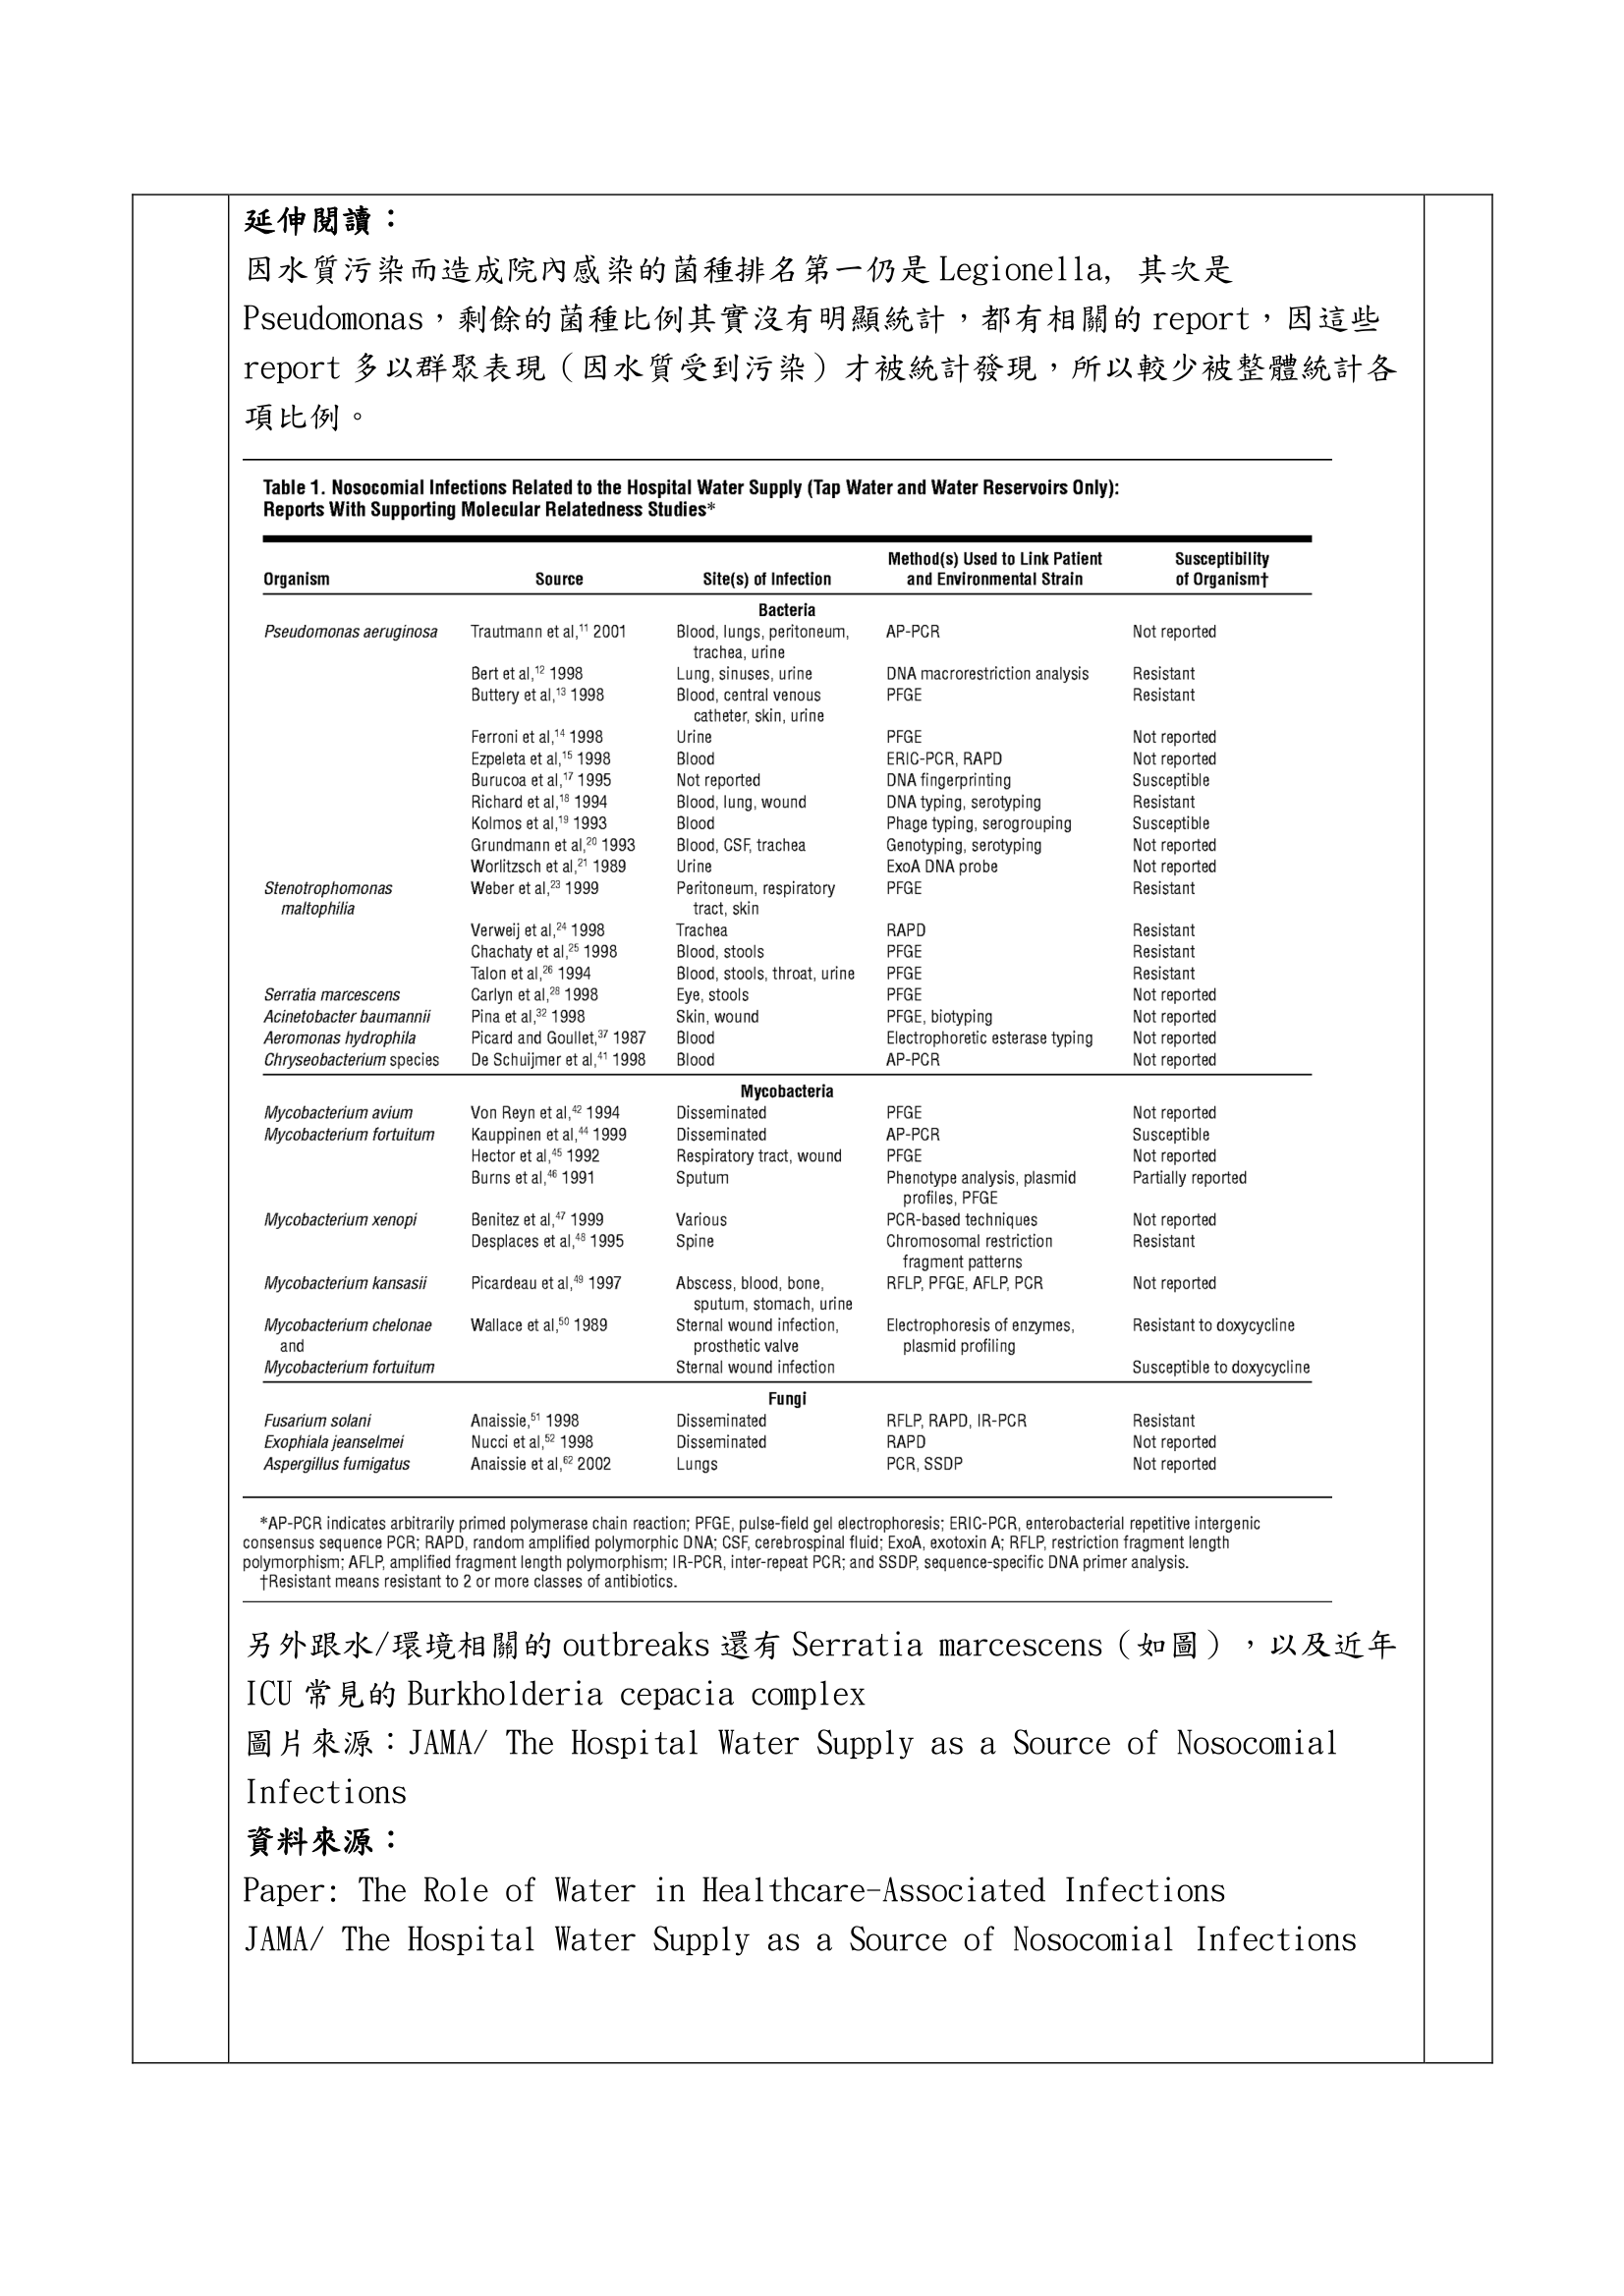 延伸閱讀：
因水質污染而造成院內感染的菌種排名第一仍是 Legionella, 其次是
Pseudomonas，剩餘的菌種比例其實沒有明顯統計，都有相關的 report，因這些
report 多以群聚表現（因水質受到污染）才被統計發現，所以較少被整體統計各
項比例。
Table 1. Nosocomial Infections Related to the Hospital Water Supply (Tap Water and Water Reservoirs Only):
Reports With Supporting Molecular Relatedness Studies*
Method(s) Used to Link Patient Susceptibility
Organism Source Site(s) of Infection and Environmental Strain of Organism†
Bacteria
Pseudomonas aeruginosa Trautmann et al,11 2001 Blood, lungs, peritoneum, AP-PCR Not reported
trachea, urine
Bert et al,12 1998 Lung, sinuses, urine DNA macrorestriction analysis Resistant
Buttery et al,13 1998 Blood, central venous PFGE Resistant
catheter, skin, urine
Ferroni et al,14 1998 Urine PFGE Not reported
Ezpeleta et al,15 1998 Blood ERIC-PCR, RAPD Not reported
Burucoa et al,17 1995 Not reported DNA fingerprinting Susceptible
Richard et al,18 1994 Blood, lung, wound DNA typing, serotyping Resistant
Kolmos et al,19 1993 Blood Phage typing, serogrouping Susceptible
Grundmann et al,20 1993 Blood, CSF, trachea Genotyping, serotyping Not reported
Worlitzsch et al,21 1989 Urine ExoA DNA probe Not reported
Stenotrophomonas Weber et al,23 1999 Peritoneum, respiratory PFGE Resistant
maltophilia tract, skin
Verweij et al,24 1998 Trachea RAPD Resistant
Chachaty et al,25 1998 Blood, stools PFGE Resistant
Talon et al,26 1994 Blood, stools, throat, urine PFGE Resistant
Serratia marcescens Carlyn et al,28 1998 Eye, stools PFGE Not reported
Acinetobacter baumannii Pina et al,32 1998 Skin, wound PFGE, biotyping Not reported
Aeromonas hydrophila Picard and Goullet,37 1987 Blood Electrophoretic esterase typing Not reported
Chryseobacterium species De Schuijmer et al,41 1998 Blood AP-PCR Not reported
Mycobacteria
Mycobacterium avium Von Reyn et al,42 1994 Disseminated PFGE Not reported
Mycobacterium fortuitum Kauppinen et al,44 1999 Disseminated AP-PCR Susceptible
Hector et al,45 1992 Respiratory tract, wound PFGE Not reported
Burns et al,46 1991 Sputum Phenotype analysis, plasmid Partially reported
profiles, PFGE
Mycobacterium xenopi Benitez et al,47 1999 Various PCR-based techniques Not reported
Desplaces et al,48 1995 Spine Chromosomal restriction Resistant
fragment patterns
Mycobacterium kansasii Picardeau et al,49 1997 Abscess, blood, bone, RFLP, PFGE, AFLP, PCR Not reported
sputum, stomach, urine
Mycobacterium chelonae Wallace et al,50 1989 Sternal wound infection, Electrophoresis of enzymes, Resistant to doxycycline
and prosthetic valve plasmid profiling
Mycobacterium fortuitum Sternal wound infection Susceptible to doxycycline
Fungi
Fusarium solani Anaissie,51 1998 Disseminated RFLP, RAPD, IR-PCR Resistant
Exophiala jeanselmei Nucci et al,52 1998 Disseminated RAPD Not reported
Aspergillus fumigatus Anaissie et al,62 2002 Lungs PCR, SSDP Not reported
*AP-PCR indicates arbitrarily primed polymerase chain reaction; PFGE, pulse-field gel electrophoresis; ERIC-PCR, enterobacterial repetitive intergenic
consensus sequence PCR; RAPD, random amplified polymorphic DNA; CSF, cerebrospinal fluid; ExoA, exotoxin A; RFLP, restriction fragment length
polymorphism; AFLP, amplified fragment length polymorphism; IR-PCR, inter-repeat PCR; and SSDP, sequence-specific DNA primer analysis.
†Resistant means resistant to 2 or more classes of antibiotics.
另外跟水/環境相關的 outbreaks 還有 Serratia marcescens（如圖），以及近年
ICU 常見的 Burkholderia cepacia complex
圖片來源：JAMA/ The Hospital Water Supply as a Source of Nosocomial
Infections
資料來源：
Paper: The Role of Water in Healthcare-Associated Infections
JAMA/ The Hospital Water Supply as a Source of Nosocomial Infections